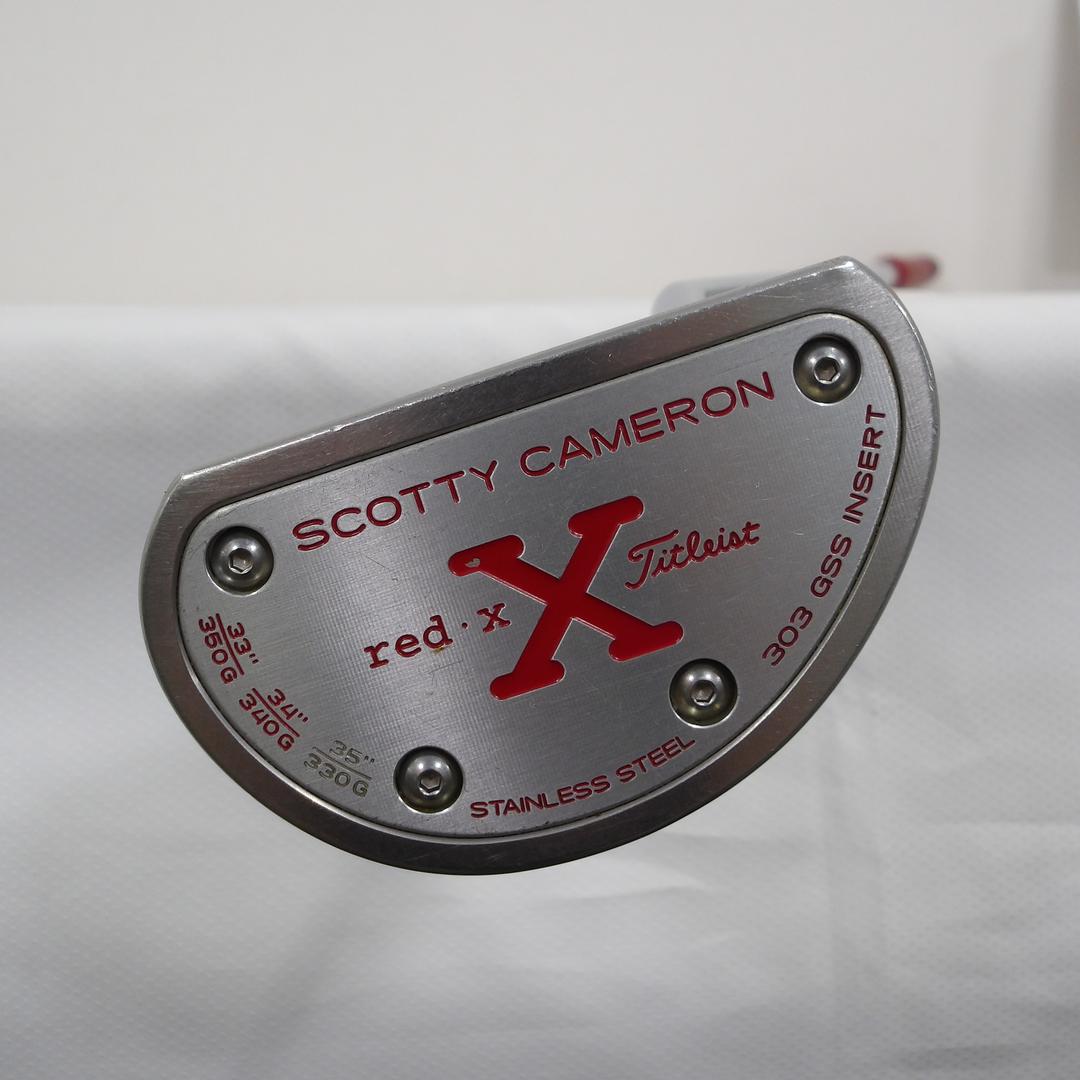 SCOTTY CAMERON
X
Titleist
red·x
303 GSS INSERT
33"
350G
34"
340G
35"
330G
STAINLESS STEEL